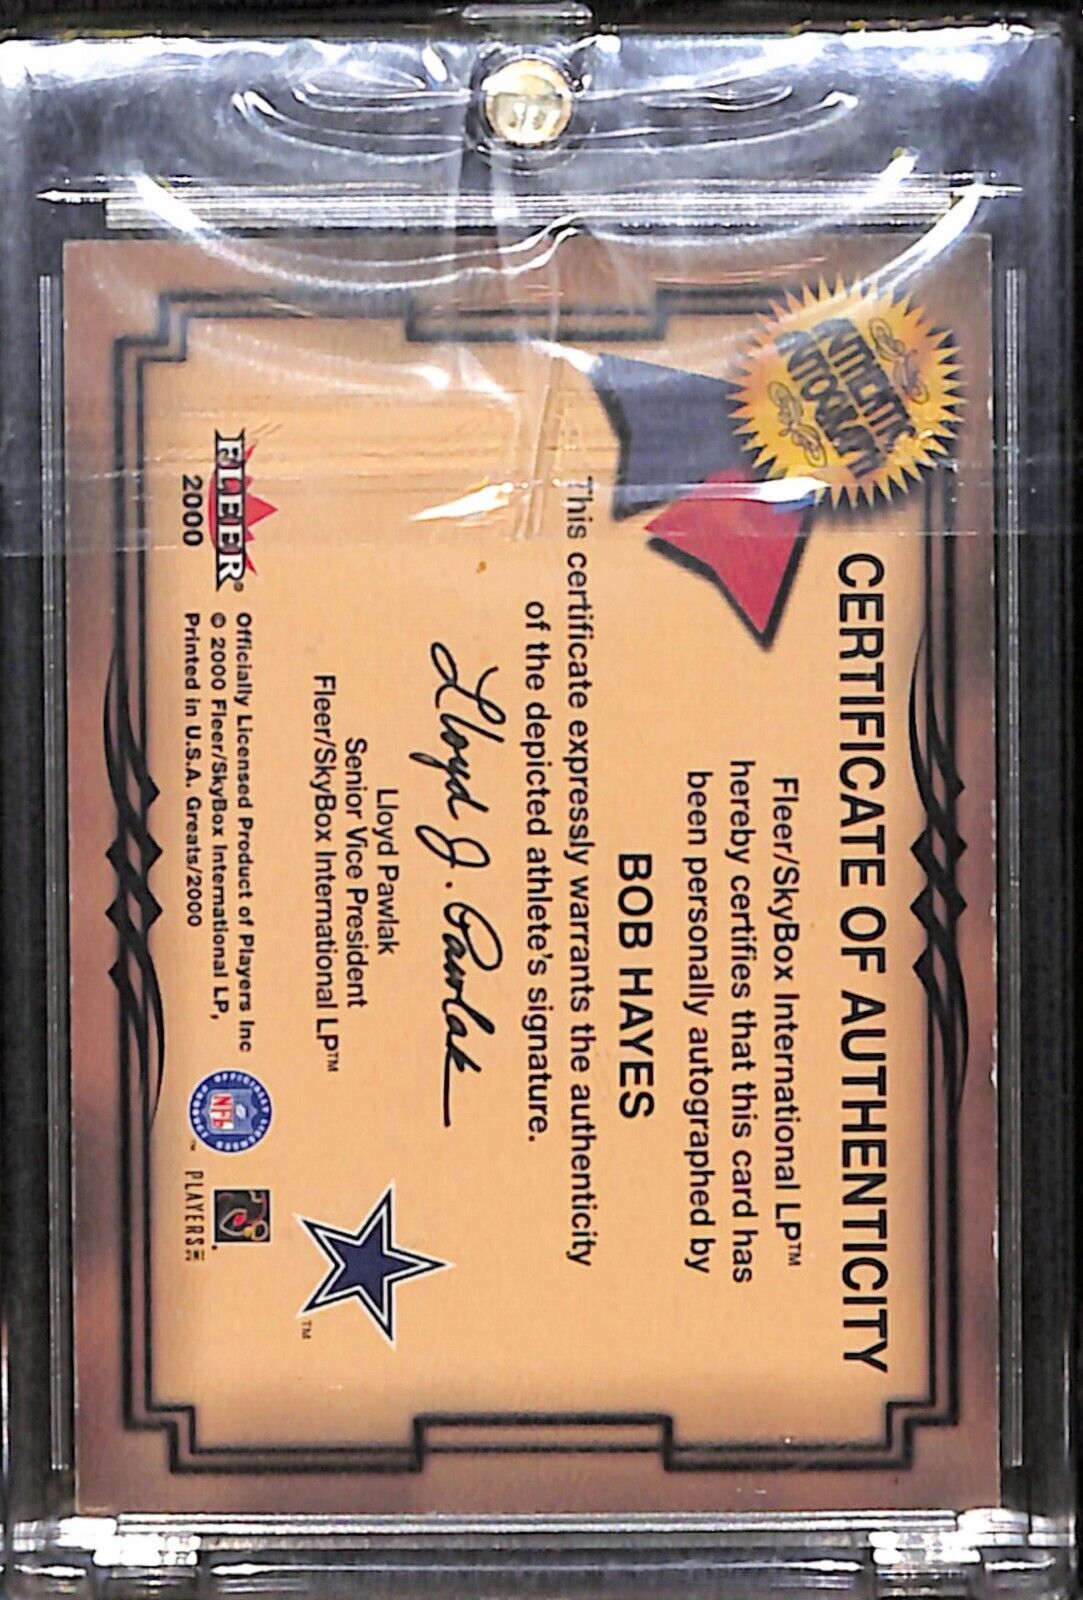 CERTIFICATE OF AUTHENTICITY
AUTHENTIC
AUTOGRAPH
Fleer/SkyBox International LP™
hereby certifies that this card has
been personally autographed by
BOB HAYES
This certificate expressly warrants the authenticity
of the depicted athlete's signature.
Lloyd J. Pawlak
Lloyd Pawlak
Senior Vice President
Fleer/SkyBox International LP™
TM
FLEER®
2000
Officially Licensed Product of Players Inc
© 2000 Fleer/SkyBox International LP,
Printed in U.S.A. Greats/2000
NFL
PLAYERS INC